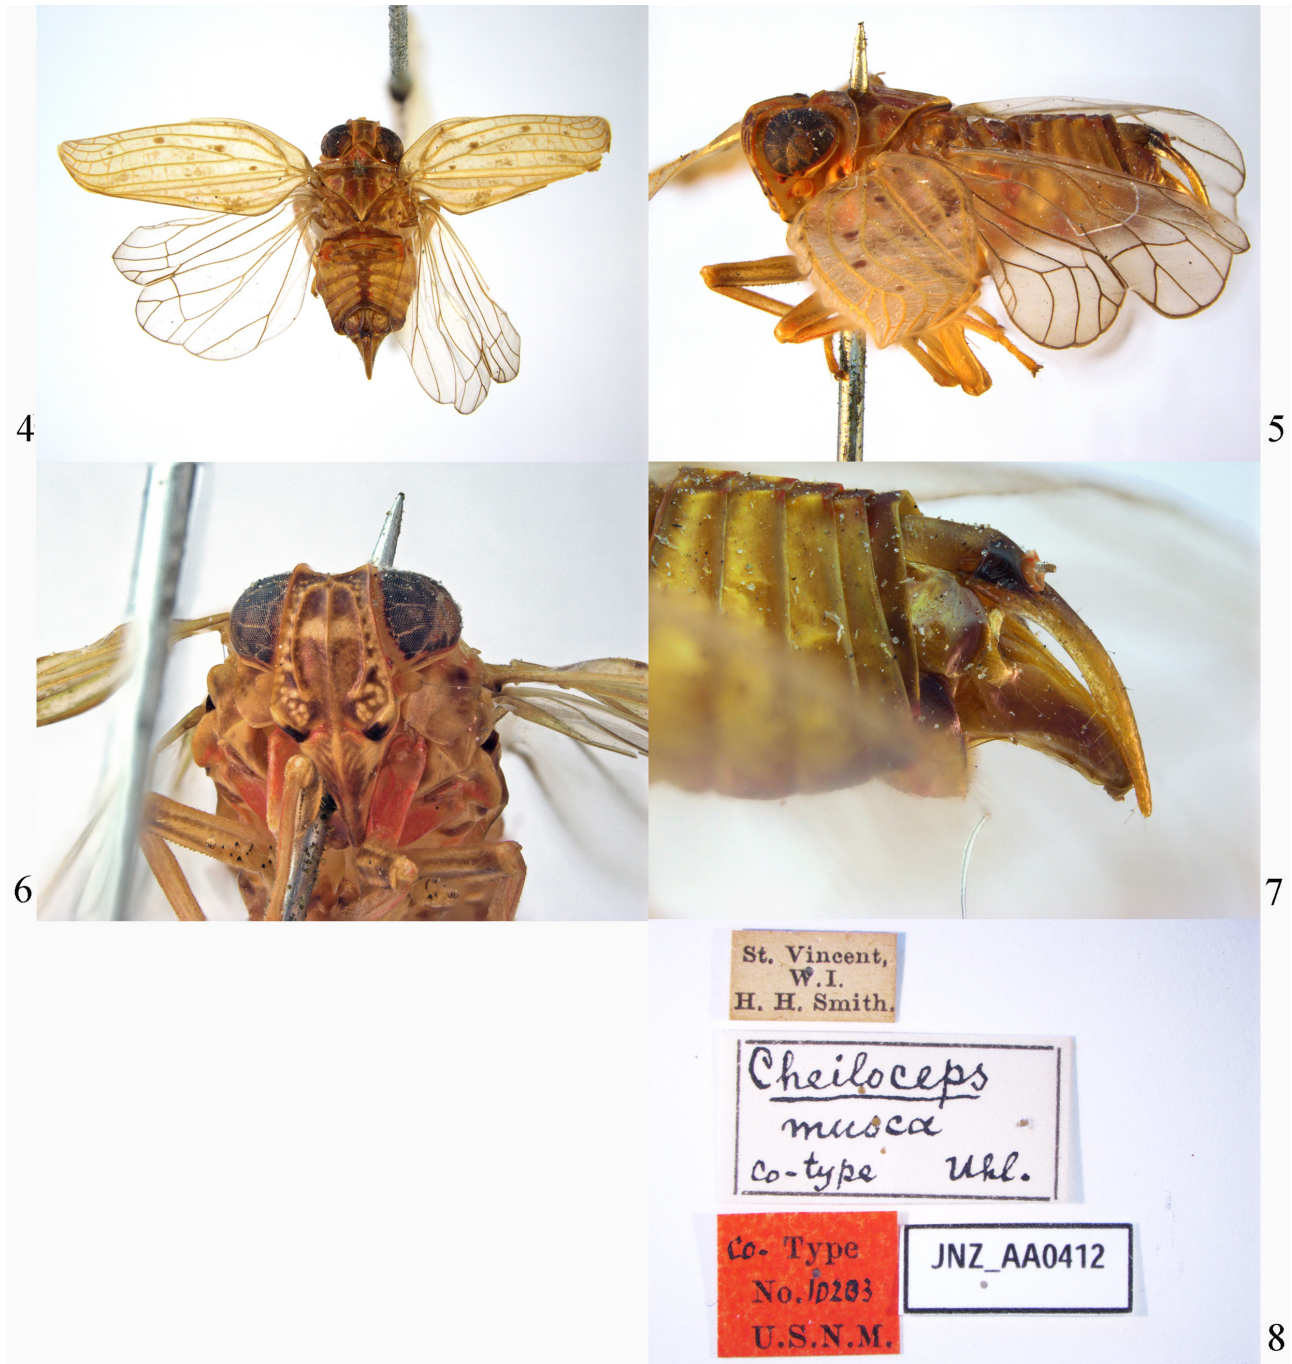 4
5
6
7
St. Vincent,
W.I.
H. H. Smith.
Cheiloceps
musca
Co-type Uhl.
Co- Type
No. 10283
U.S.N.M.
JNZ_AA0412
8